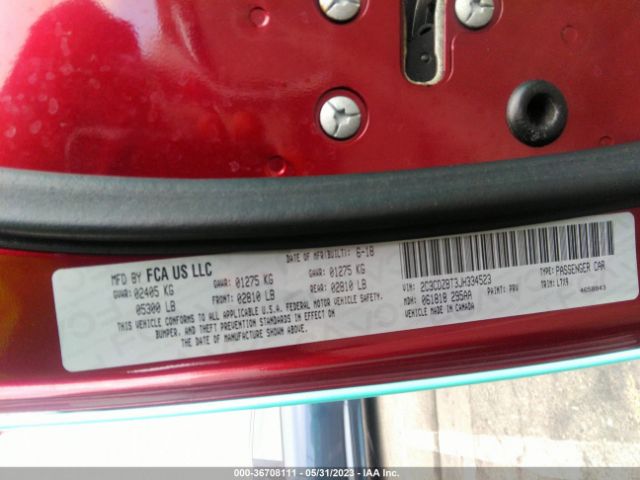 MFD BY FCA US LLC
DATE OF MFR(BUILT): 6-18
GVWR: 02405 KG
05300 LB
GAWR: 01275 KG
FRONT: 02810 LB
GAWR: 01275 KG
REAR: 02810 LB
THIS VEHICLE CONFORMS TO ALL APPLICABLE U.S.A. FEDERAL MOTOR VEHICLE SAFETY,
BUMPER, AND THEFT PREVENTION STANDARDS IN EFFECT ON
THE DATE OF MANUFACTURE SHOWN ABOVE.
VIN: 2C3CDZBT3JH334523
TYPE: PASSENGER CAR
MDH: 061818 295AA
PAINT: PRV
TRIM: L7X9
VEHICLE MADE IN CANADA
4650043
000-36708111 - 05/31/2023 - IAA Inc.